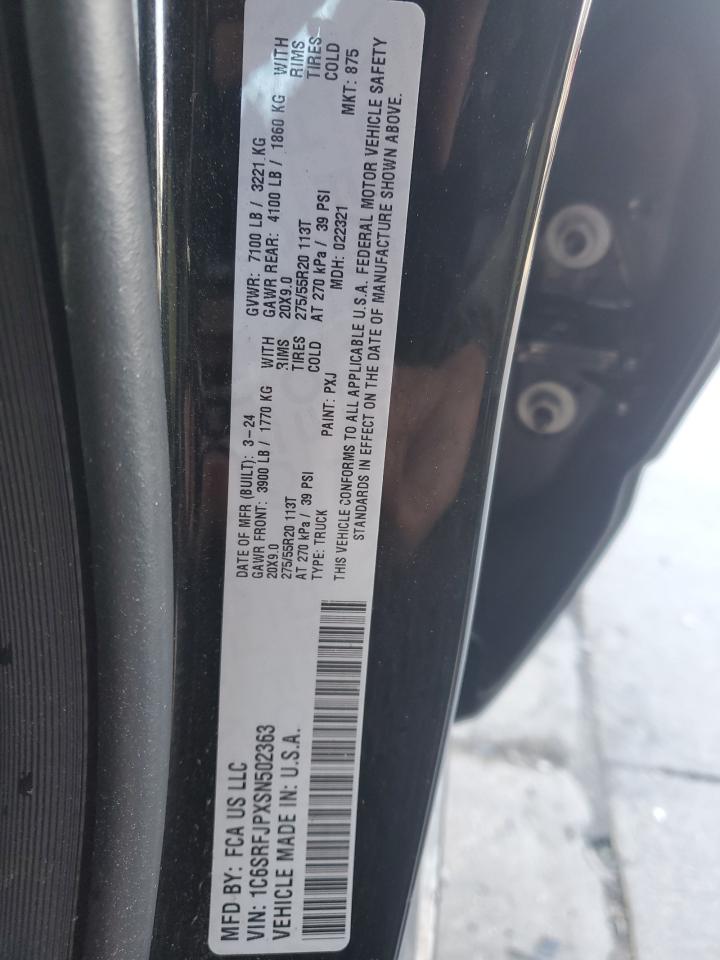 MFD BY: FCA US LLC
VIN: 1C6SRFJPXSN502363
VEHICLE MADE IN: U.S.A.
DATE OF MFR (BUILT): 3-24 GVWR: 7100 LB / 3221 KG
GAWR FRONT: 3900 LB / 1770 KG WITH GAWR REAR: 4100 LB / 1860 KG WITH
20X9.0 RIMS 20X9.0 RIMS
275/55R20 113T TIRES 275/55R20 113T TIRES
AT 270 kPa / 39 PSI COLD AT 270 kPa / 39 PSI COLD
TYPE: TRUCK PAINT: PXJ MDH: 022321 MKT: 875
THIS VEHICLE CONFORMS TO ALL APPLICABLE U.S.A. FEDERAL MOTOR VEHICLE SAFETY
STANDARDS IN EFFECT ON THE DATE OF MANUFACTURE SHOWN ABOVE.